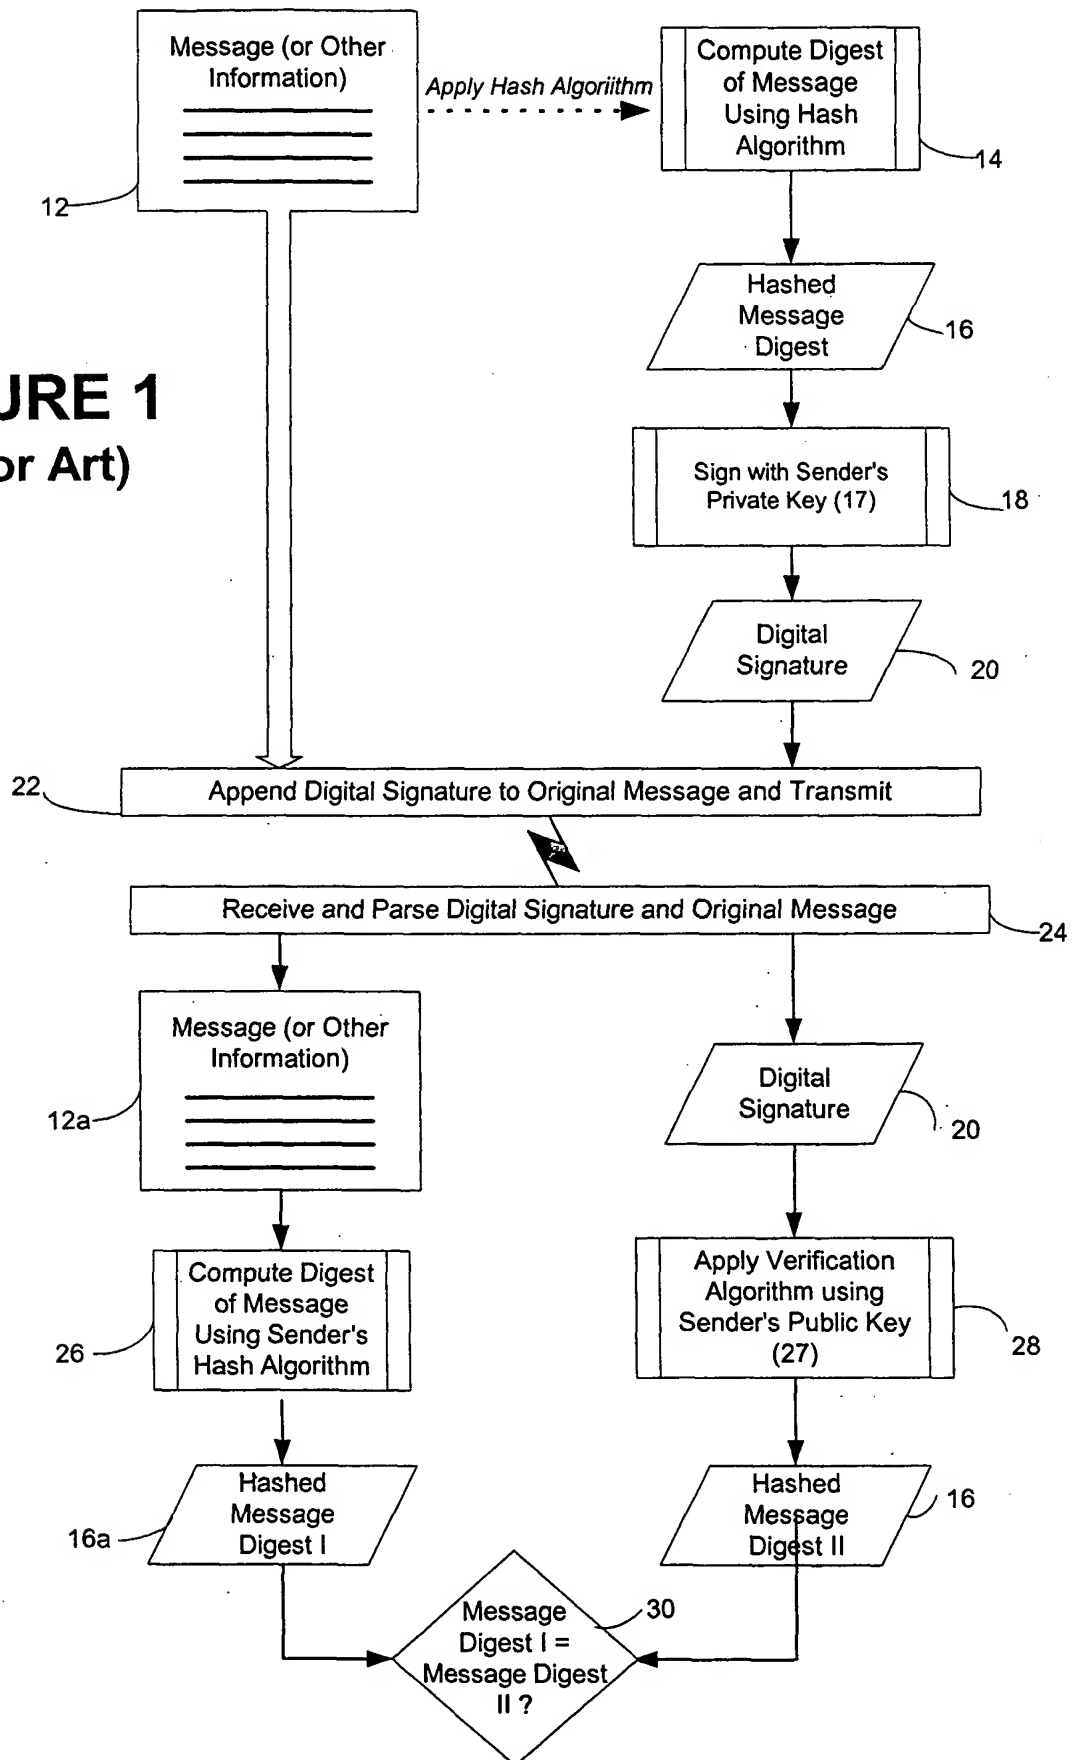 Message (or Other
Information)
Apply Hash Algoriithm
Compute Digest
of Message
Using Hash
Algorithm
14
12
Hashed
Message
Digest
16
URE 1
or Art)
Sign with Sender's
Private Key (17)
18
Digital
Signature
20
22
Append Digital Signature to Original Message and Transmit
Receive and Parse Digital Signature and Original Message
24
Message (or Other
Information)
12a
Digital
Signature
20
Compute Digest
of Message
Using Sender's
Hash Algorithm
26
Apply Verification
Algorithm using
Sender's Public Key
(27)
28
Hashed
Message
Digest I
16a
Hashed
Message
Digest II
16
Message
Digest I =
Message Digest
II ?
30